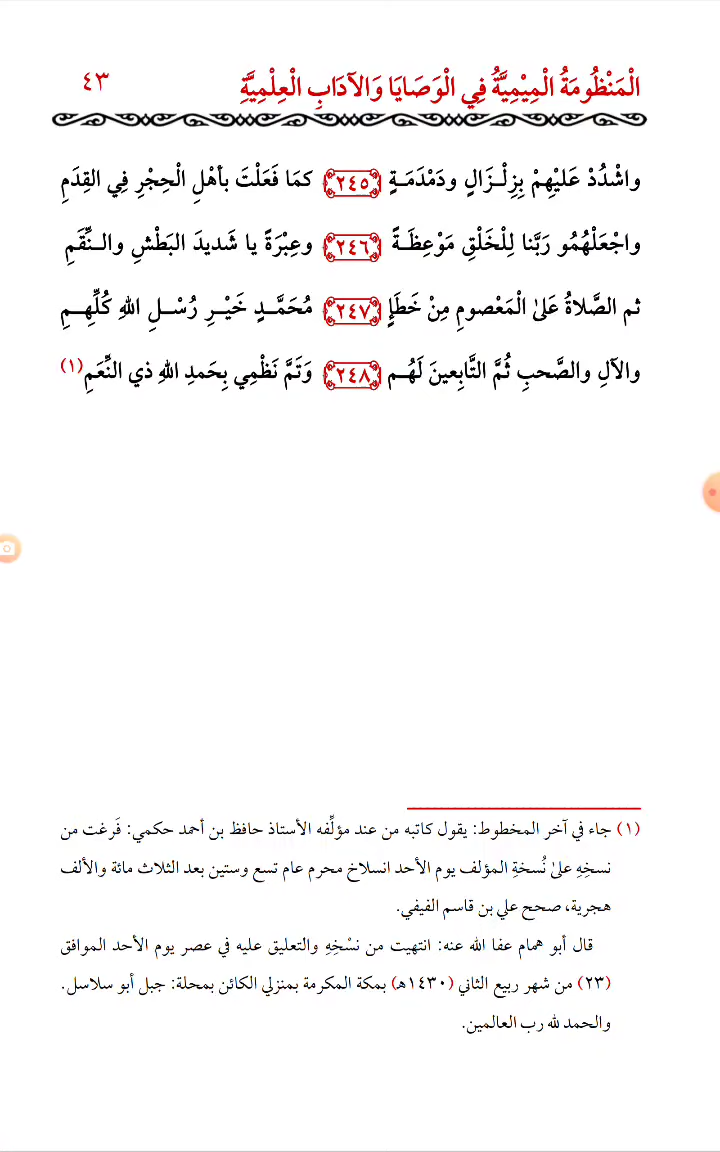 الْمَنْظُومَةُ الْمِيْمِيَّةُ فِي الْوَصَايَا وَالآدَابِ الْعِلْمِيَّةِ ٤٣
واشْدُدْ عَلَيْهِمْ بِزِلْـزَالٍ ودَمْدَمَـةٍ ٢٤٥ كمَا فَعَلْتَ بأهْلِ الْحِجْرِ فِي القِدَمِ
واجْعَلْهُمُو رَبَّنا لِلْخَلْقِ مَوْعِظَـةً ٢٤٦ وعِبْرَةً يا شَديدَ البَطْشِ والـنِّقَمِ
ثم الصَّلاةُ عَلىٰ الْمَعْصومِ مِنْ خَطَإٍ ٢٤٧ مُحَمَّـدٍ خَيْـرِ رُسْـلِ اللهِ كُلِّهِـمِ
والآلِ والصَّحبِ ثُمَّ التَّابِعينَ لَهُـم ٢٤٨ وَتَمَّ نَظْمِي بِحَمدِ اللهِ ذي النِّعَمِ(١)
(١) جاء في آخر المخطوط: يقول كاتبه من عند مؤلِّفه الأستاذ حافظ بن أحمد حكمي: فَرغت من
نسخِهِ علىٰ نُسخةِ المؤلف يوم الأحد انسلاخ محرم عام تسع وستين بعد الثلاث مائة والألف
هجرية، صحح علي بن قاسم الفيفي.
قال أبو همام عفا الله عنه: انتهيت من نسْخِهِ والتعليق عليه في عصر يوم الأحد الموافق
(٢٣) من شهر ربيع الثاني (١٤٣٠هـ) بمكة المكرمة بمنزلي الكائن بمحلة: جبل أبو سلاسل.
والحمد لله رب العالمين.